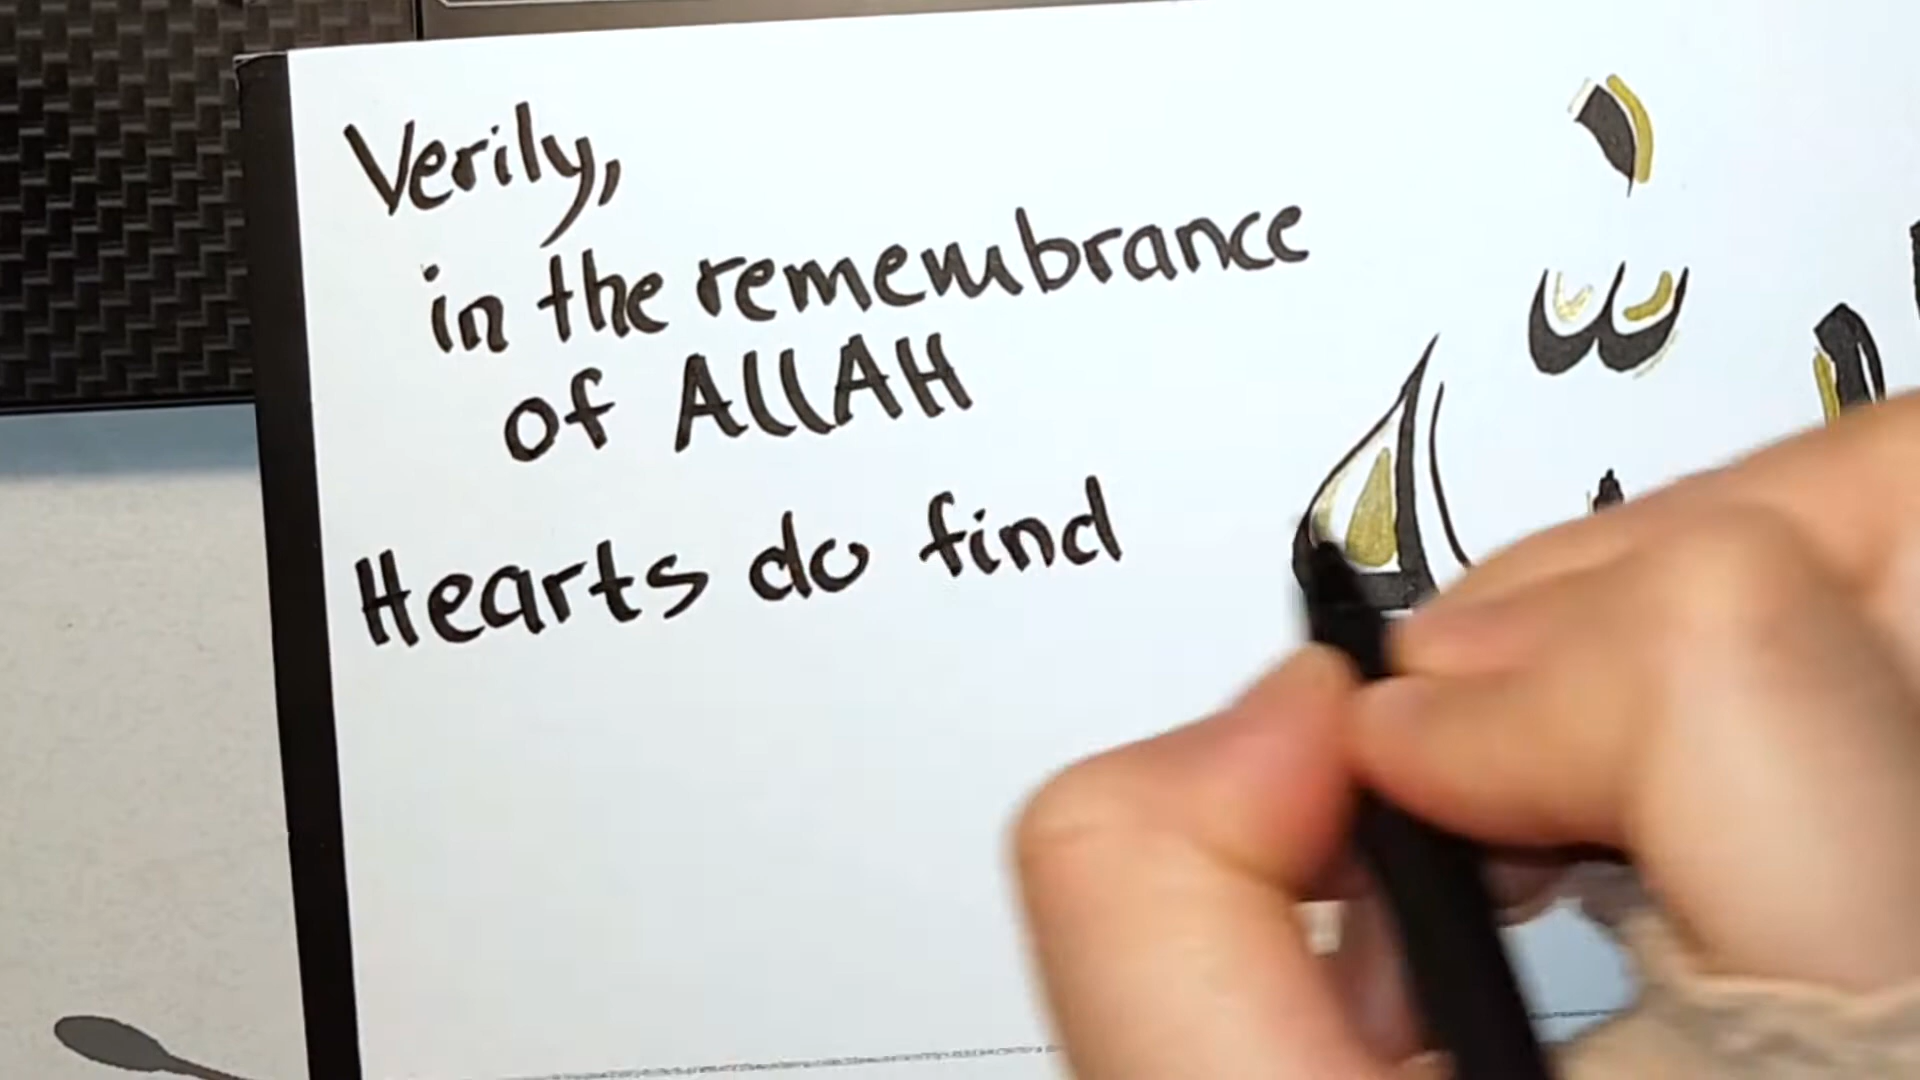 Verily,
in the remembrance
of ALLAH
Hearts do find